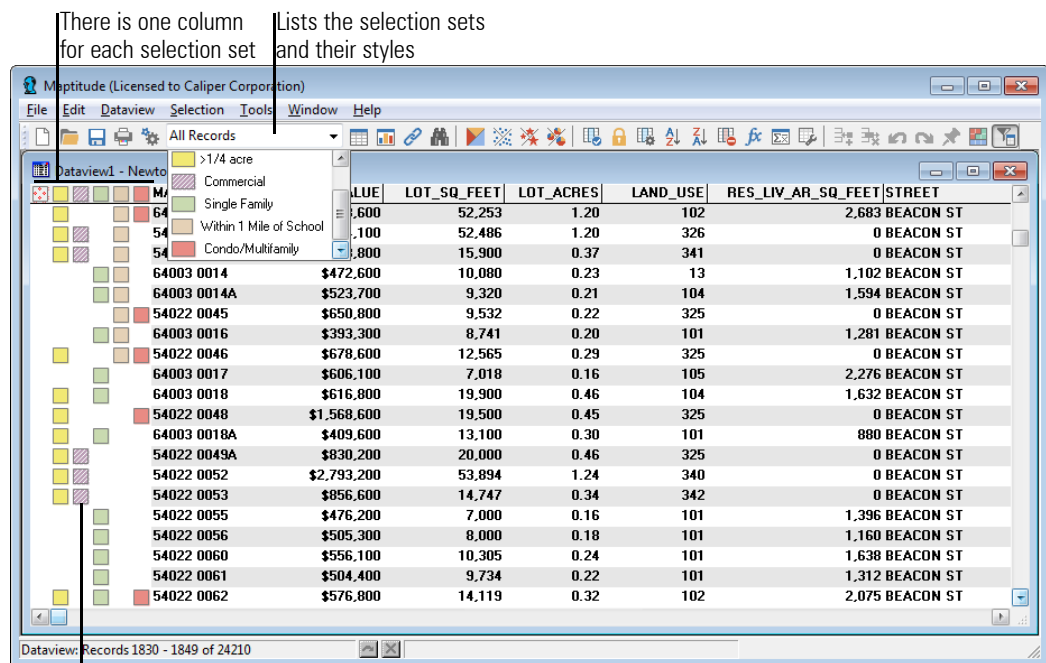 There is one column
for each selection set
Lists the selection sets
and their styles
Maptitude (Licensed to Caliper Corporation)
File Edit Dataview Selection Tools Window Help
All Records
Dataview1 - Newto
>1/4 acre
Commercial
Single Family
Within 1 Mile of School
Condo/Multifamily
LOT_SQ_FEET LOT_ACRES LAND_USE RES_LIV_AR_SQ_FEET STREET
52,253 1.20 102 2,683 BEACON ST
52,486 1.20 326 0 BEACON ST
15,900 0.37 341 0 BEACON ST
64003 0014 $472,600 10,080 0.23 13 1,102 BEACON ST
64003 0014A $523,700 9,320 0.21 104 1,594 BEACON ST
54022 0045 $650,800 9,532 0.22 325 0 BEACON ST
64003 0016 $393,300 8,741 0.20 101 1,281 BEACON ST
54022 0046 $678,600 12,565 0.29 325 0 BEACON ST
64003 0017 $606,100 7,018 0.16 105 2,276 BEACON ST
64003 0018 $616,800 19,900 0.46 104 1,632 BEACON ST
54022 0048 $1,568,600 19,500 0.45 325 0 BEACON ST
64003 0018A $409,600 13,100 0.30 101 880 BEACON ST
54022 0049A $830,200 20,000 0.46 325 0 BEACON ST
54022 0052 $2,793,200 53,894 1.24 340 0 BEACON ST
54022 0053 $856,600 14,747 0.34 342 0 BEACON ST
54022 0055 $476,200 7,000 0.16 101 1,396 BEACON ST
54022 0056 $505,300 8,000 0.18 101 1,160 BEACON ST
54022 0060 $556,100 10,305 0.24 101 1,638 BEACON ST
54022 0061 $504,400 9,734 0.22 101 1,312 BEACON ST
54022 0062 $576,800 14,119 0.32 102 2,075 BEACON ST
Dataview: Records 1830 - 1849 of 24210